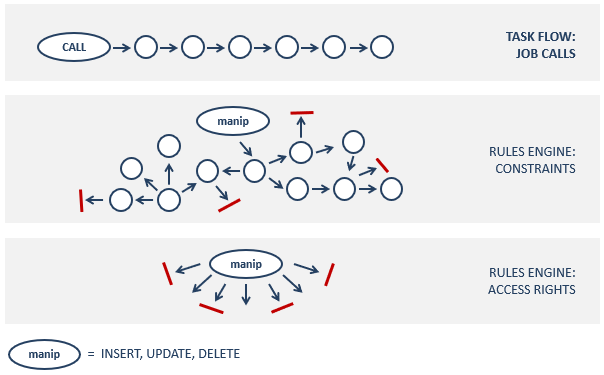 CALL
TASK FLOW:
JOB CALLS
manip
RULES ENGINE:
CONSTRAINTS
manip
RULES ENGINE:
ACCESS RIGHTS
manip = INSERT, UPDATE, DELETE